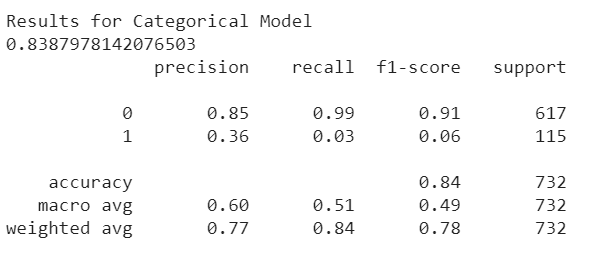 Results for Categorical Model
0.8387978142076503
precision recall f1-score support
0 0.85 0.99 0.91 617
1 0.36 0.03 0.06 115
accuracy 0.84 732
macro avg 0.60 0.51 0.49 732
weighted avg 0.77 0.84 0.78 732